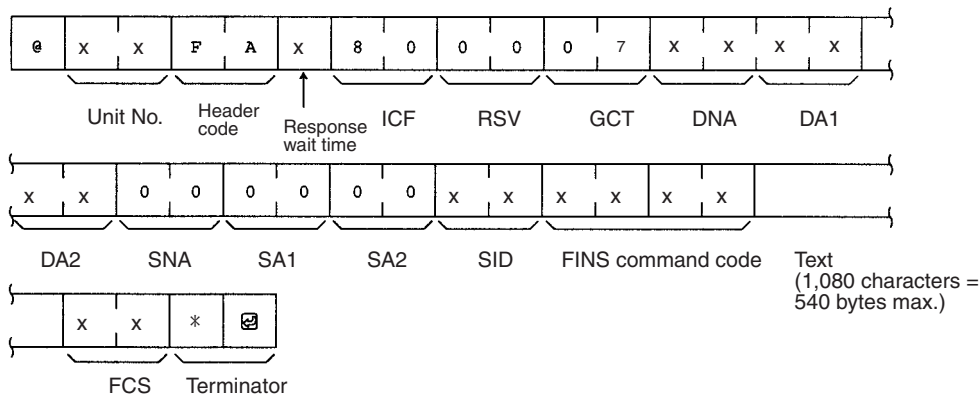 @ x x F A x 8 0 0 0 0 7 x x x x
Unit No. Header code Response wait time ICF RSV GCT DNA DA1
x x 0 0 0 0 0 0 x x x x x x
DA2 SNA SA1 SA2 SID FINS command code Text
(1,080 characters =
540 bytes max.)
x x * ↵
FCS Terminator